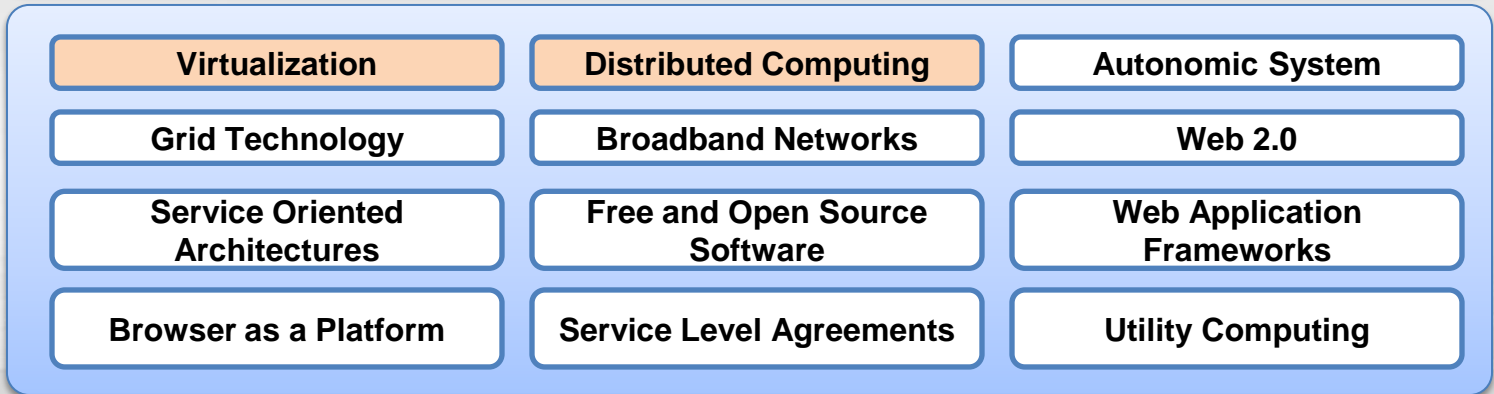 Virtualization
Distributed Computing
Autonomic System
Grid Technology
Broadband Networks
Web 2.0
Service Oriented
Architectures
Free and Open Source
Software
Web Application
Frameworks
Browser as a Platform
Service Level Agreements
Utility Computing